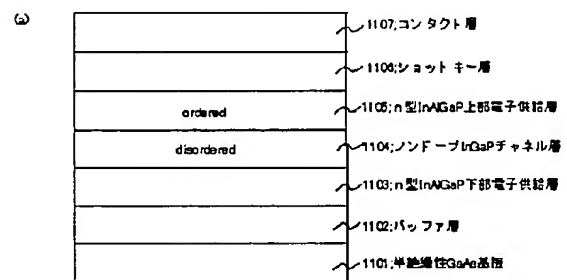 (a)
1107;コンタクト層
1106;ショットキー層
ordered
1105;n型InAlGaP上部電子供給層
disordered
1104;ノンドープInGaPチャネル層
1103;n型InAlGaP下部電子供給層
1102;バッファ層
1101;半絶縁性GaAs基板